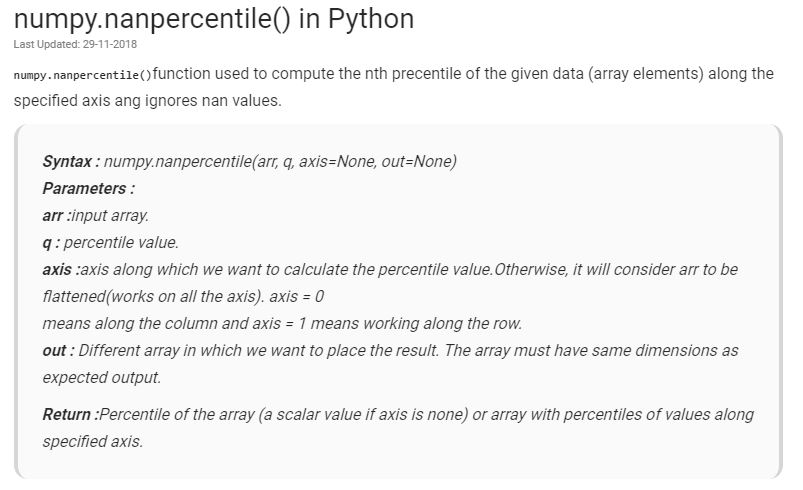 numpy.nanpercentile() in Python
Last Updated: 29-11-2018
numpy.nanpercentile()function used to compute the nth precentile of the given data (array elements) along the
specified axis ang ignores nan values.
Syntax : numpy.nanpercentile(arr, q, axis=None, out=None)
Parameters :
arr :input array.
q : percentile value.
axis :axis along which we want to calculate the percentile value.Otherwise, it will consider arr to be
flattened(works on all the axis). axis = 0
means along the column and axis = 1 means working along the row.
out : Different array in which we want to place the result. The array must have same dimensions as
expected output.
Return :Percentile of the array (a scalar value if axis is none) or array with percentiles of values along
specified axis.